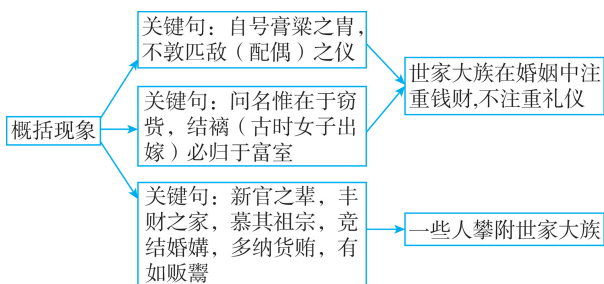 关键句：自号膏粱之胄，
不敦匹敌（配偶）之仪
世家大族在婚姻中注
重钱财,不注重礼仪
概括现象
关键句：问名惟在于窃
赀，结褵（古时女子出
嫁）必归于富室
关键句：新官之辈，丰
财之家，慕其祖宗，竞
结婚媾，多纳货贿，有
如贩鬻
一些人攀附世家大族